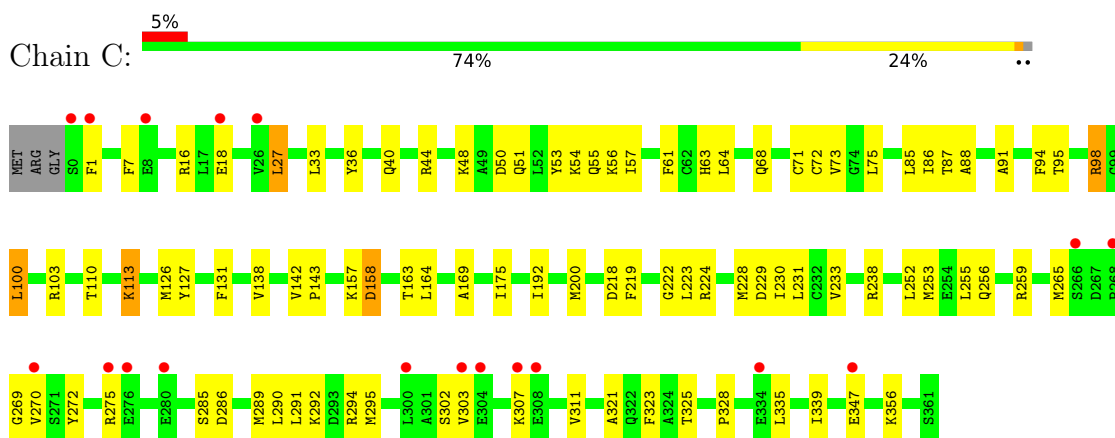 5%
Chain C:
74% 24% ••
MET ARG GLY S0 F1 F7 E8 R16 L17 E18 V26 L27 L33 Y36 Q40 R44 K48 A49 D50 Q51 L52 Y53 K54 Q55 K56 I57 F61 C62 H63 L64 Q68 C71 C72 V73 G74 L75 L85 I86 T87 A88 A91 F94 T95 R98
L100 R103 T110 K113 M126 Y127 F131 V138 V142 P143 K157 D158 T163 L164 A169 I175 I192 M200 D218 F219 G222 L223 R224 M228 D229 I230 L231 C232 V233 R238 L252 M253 E254 L255 Q256 R259 M265 S266 D267
G269 V270 S271 Y272 R275 E276 E280 S285 D286 M289 L290 L291 K292 D293 R294 M295 L300 A301 S302 V303 E304 K307 E308 V311 A321 Q322 F323 A324 T325 P328 E334 L335 I339 E347 K356 S361